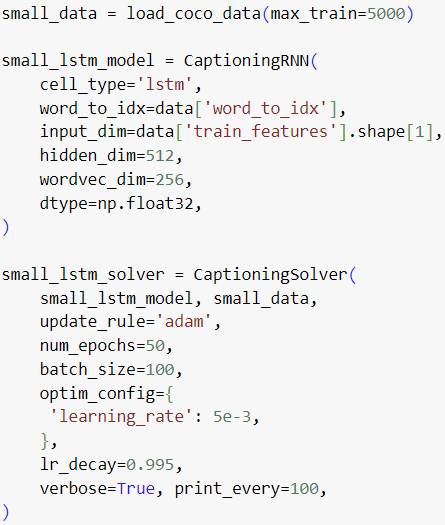 small_data = load_coco_data(max_train=5000)

small_lstm_model = CaptioningRNN(
    cell_type='lstm',
    word_to_idx=data['word_to_idx'],
    input_dim=data['train_features'].shape[1],
    hidden_dim=512,
    wordvec_dim=256,
    dtype=np.float32,
)

small_lstm_solver = CaptioningSolver(
    small_lstm_model, small_data,
    update_rule='adam',
    num_epochs=50,
    batch_size=100,
    optim_config={
     'learning_rate': 5e-3,
    },
    lr_decay=0.995,
    verbose=True, print_every=100,
)